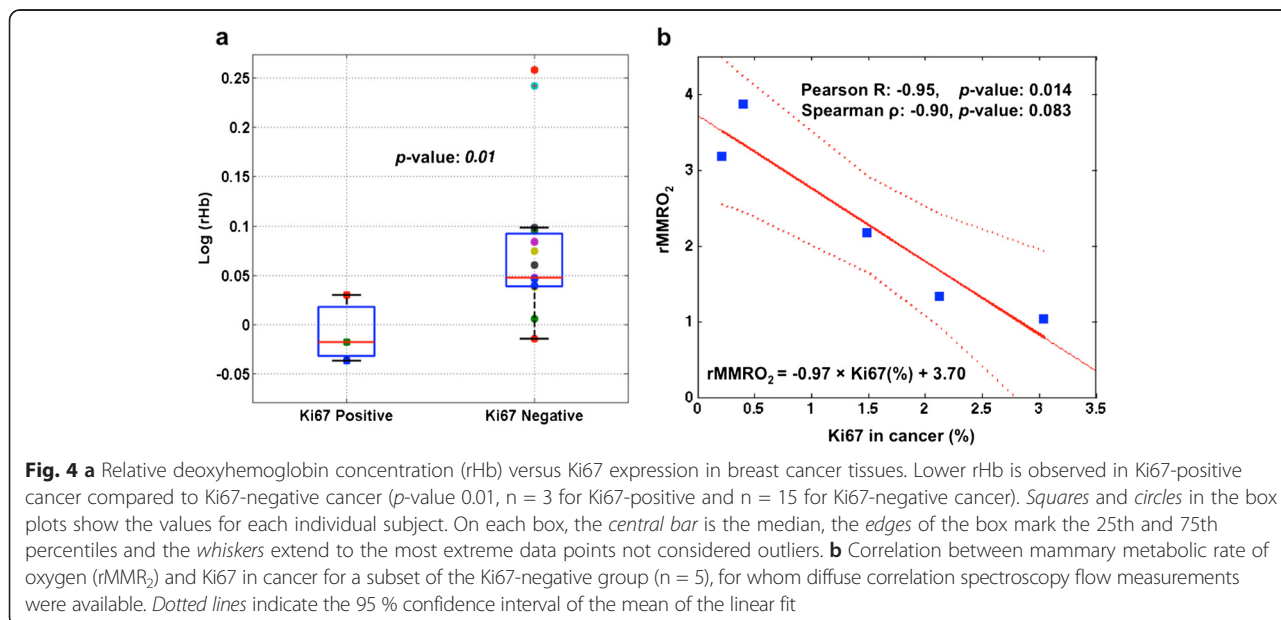 a
0.25
0.2
0.15
0.1
0.05
0
-0.05
Log (rHb)
p-value: 0.01
Ki67 Positive
Ki67 Negative
b
4
3
2
1
0
rMMRO2
Pearson R: -0.95, p-value: 0.014
Spearman ρ: -0.90, p-value: 0.083
rMMRO2 = -0.97 × Ki67(%) + 3.70
0 0.5 1 1.5 2 2.5 3 3.5
Ki67 in cancer (%)
Fig. 4 a Relative deoxyhemoglobin concentration (rHb) versus Ki67 expression in breast cancer tissues. Lower rHb is observed in Ki67-positive
cancer compared to Ki67-negative cancer (p-value 0.01, n = 3 for Ki67-positive and n = 15 for Ki67-negative cancer). Squares and circles in the box
plots show the values for each individual subject. On each box, the central bar is the median, the edges of the box mark the 25th and 75th
percentiles and the whiskers extend to the most extreme data points not considered outliers. b Correlation between mammary metabolic rate of
oxygen (rMMR2) and Ki67 in cancer for a subset of the Ki67-negative group (n = 5), for whom diffuse correlation spectroscopy flow measurements
were available. Dotted lines indicate the 95 % confidence interval of the mean of the linear fit